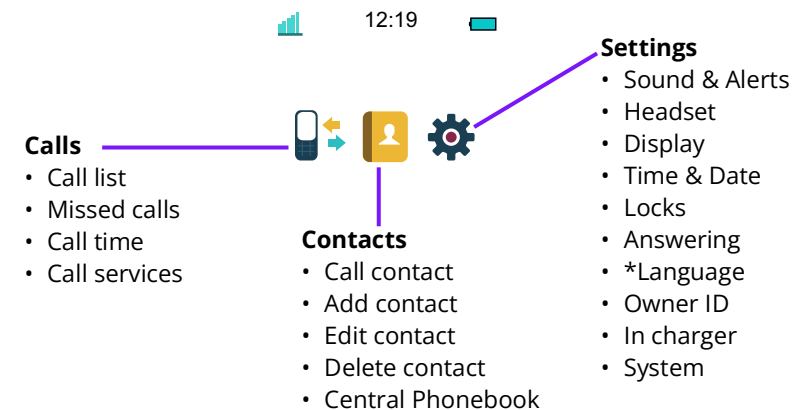 12:19
Calls
• Call list
• Missed calls
• Call time
• Call services
Contacts
• Call contact
• Add contact
• Edit contact
• Delete contact
• Central Phonebook
Settings
• Sound & Alerts
• Headset
• Display
• Time & Date
• Locks
• Answering
• *Language
• Owner ID
• In charger
• System